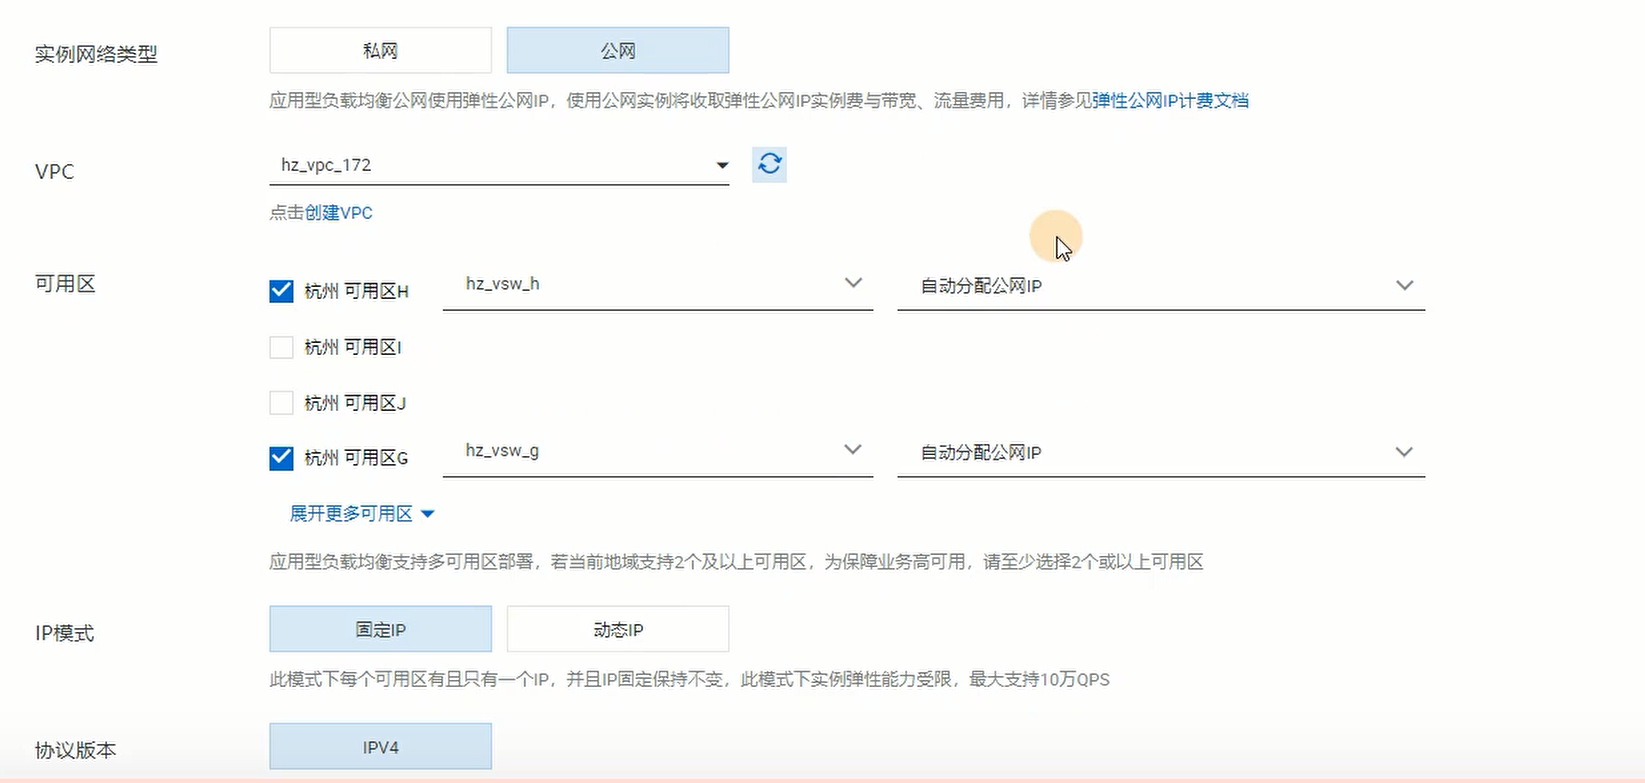 实例网络类型 私网 公网
应用型负载均衡公网使用弹性公网IP，使用公网实例将收取弹性公网IP实例费与带宽、流量费用，详情参见弹性公网IP计费文档
VPC hz_vpc_172
点击创建VPC
可用区 杭州 可用区H hz_vsw_h 自动分配公网IP
杭州 可用区I
杭州 可用区J
杭州 可用区G hz_vsw_g 自动分配公网IP
展开更多可用区
应用型负载均衡支持多可用区部署，若当前地域支持2个及以上可用区，为保障业务高可用，请至少选择2个或以上可用区
IP模式 固定IP 动态IP
此模式下每个可用区有且只有一个IP，并且IP固定保持不变，此模式下实例弹性能力受限，最大支持10万QPS
协议版本 IPV4